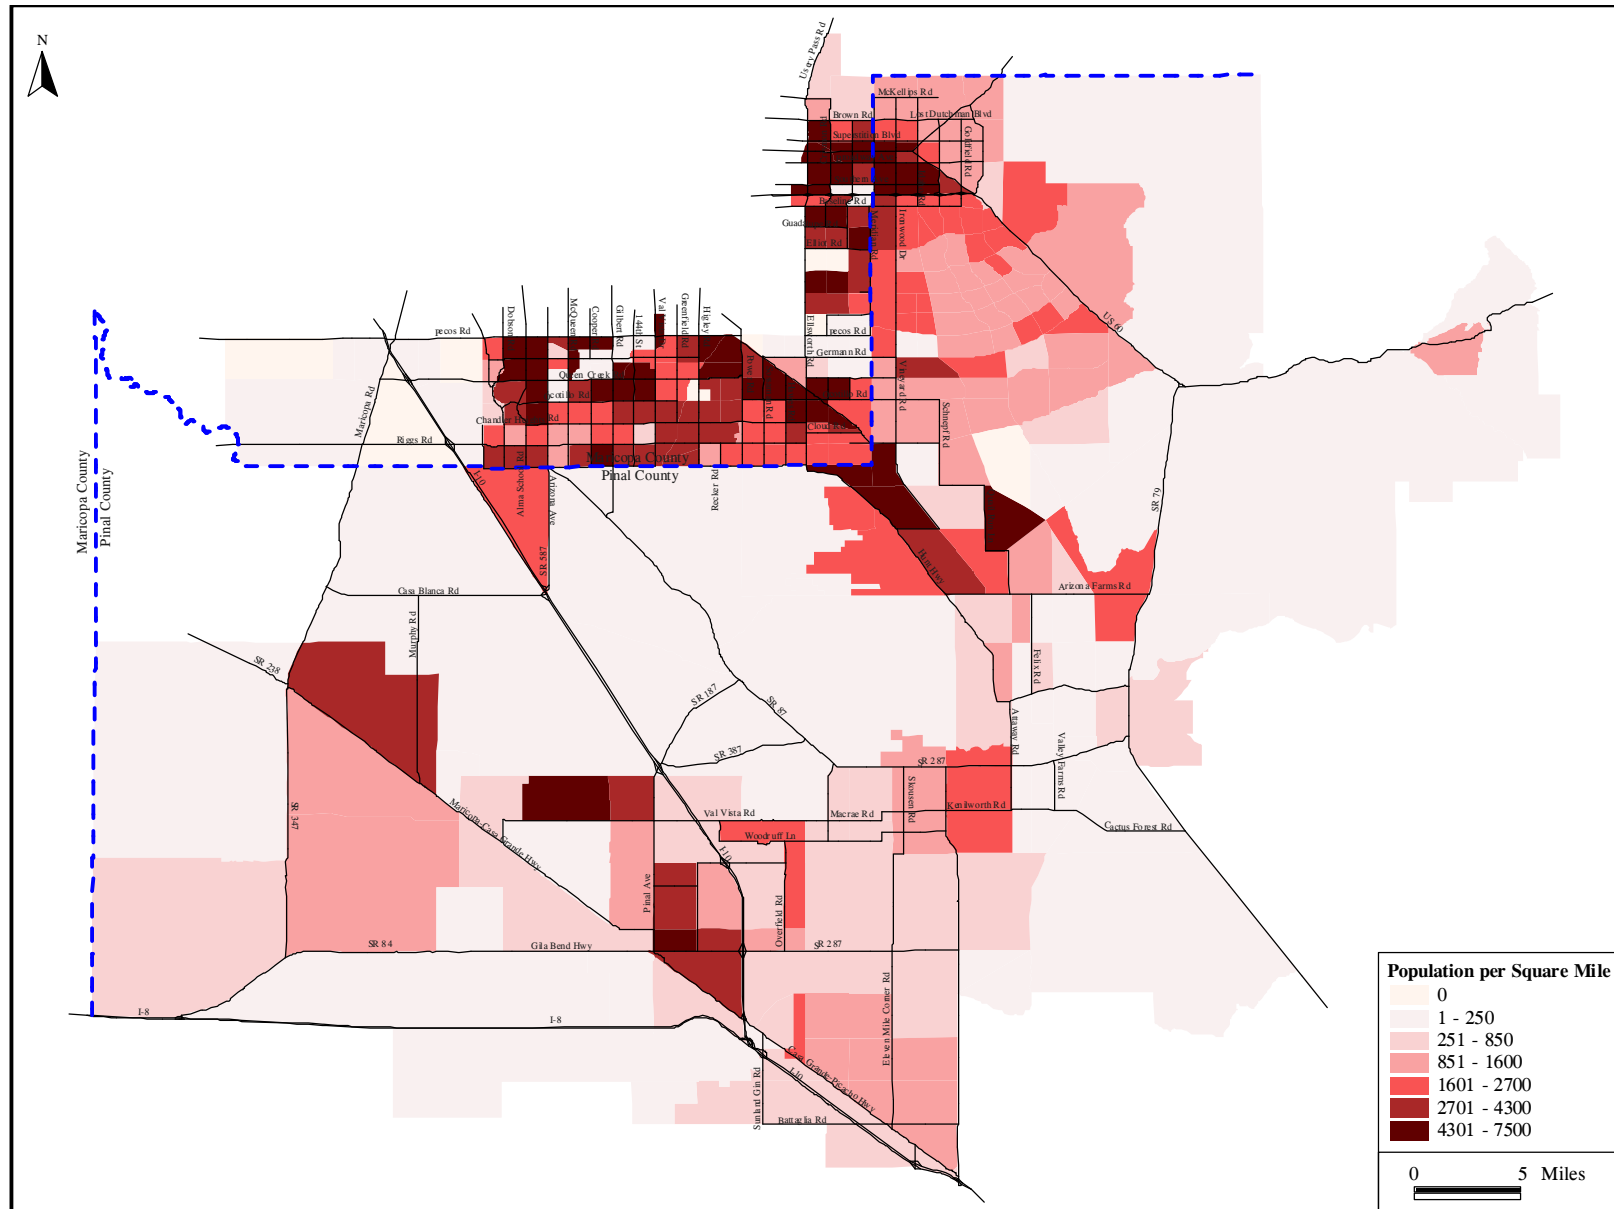 N
Usery Pass Rd
McKellips Rd
Brown Rd
Lost Dutchman Blvd
Superstition Blvd
Goldfield Rd
Baseline Rd
Elliot Rd
Meridian Rd
Ironwood Dr
US 60
Pecos Rd
Dobson
McQueen
Cooper
Gilbert Rd
144th St
Greenfield Rd
Higley
Ellsworth Rd
Pecos Rd
Germann Rd
Queen Creek
Vineyard Rd
Schnepf Rd
Maricopa Rd
Riggs Rd
Cloud Rd
Maricopa County
Pinal County
Maricopa County
Pinal County
I-10
Alma School Rd
Arizona Ave
Recker Rd
SR 79
SR 587
Hunt Hwy
Arizona Farms Rd
Casa Blanca Rd
Murphy Rd
SR 238
Felix Rd
SR 187
SR 87
SR 387
Attaway Rd
Valley Farms Rd
SR 287
Skousen Rd
Kenilworth Rd
Cactus Forest Rd
SR 347
Maricopa-Casa Grande Hwy
Val Vista Rd
Macrae Rd
Woodruff Ln
I-10
Pinal Ave
Overfield Rd
SR 84
Gila Bend Hwy
SR 287
Eleven Mile Corner Rd
I-8
I-8
Casa Grande-Picacho Hwy
I-10
Sunland Gin Rd
Battaglia Rd
Population per Square Mile
0
1 - 250
251 - 850
851 - 1600
1601 - 2700
2701 - 4300
4301 - 7500
0 5 Miles